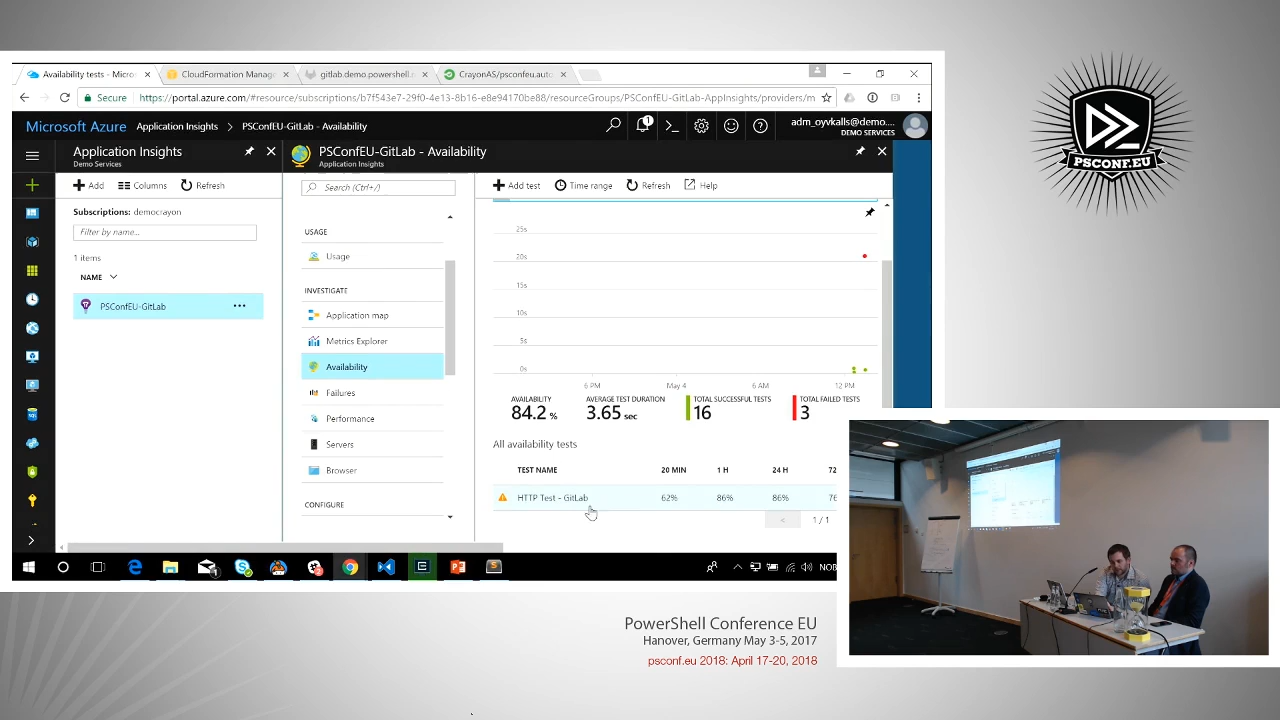 Availability tests - Micros
CloudFormation Manag
gitlab.demo.powershell.n
CrayonAS/psconfeu.auto
Secure
https://portal.azure.com/#resource/subscriptions/b7f543e7-29f0-4e13-8b16-e8e94170be88/resourceGroups/PSConfEU-GitLab-AppInsights/providers/m
Microsoft Azure
Application Insights > PSConfEU-GitLab - Availability
1
adm_oyvkalls@demo....
DEMO SERVICES
Application Insights
Demo Services
PSConfEU-GitLab - Availability
Application Insights
Add
Columns
Refresh
Search (Ctrl+/)
Add test
Time range
Refresh
Help
Subscriptions: democrayon
Filter by name...
1 items
NAME
PSConfEU-GitLab
USAGE
Usage
INVESTIGATE
Application map
Metrics Explorer
Availability
Failures
Performance
Servers
Browser
CONFIGURE
25s
20s
15s
10s
5s
0s
6 PM
May 4
6 AM
12 PM
AVAILABILITY
84.2 %
AVERAGE TEST DURATION
3.65 sec
TOTAL SUCCESSFUL TESTS
16
TOTAL FAILED TESTS
3
All availability tests
TEST NAME
20 MIN
1 H
24 H
72
HTTP Test - GitLab
62%
86%
86%
76
<
1 / 1
NOB
PSCONF.EU
PowerShell Conference EU
Hanover, Germany May 3-5, 2017
psconf.eu 2018: April 17-20, 2018